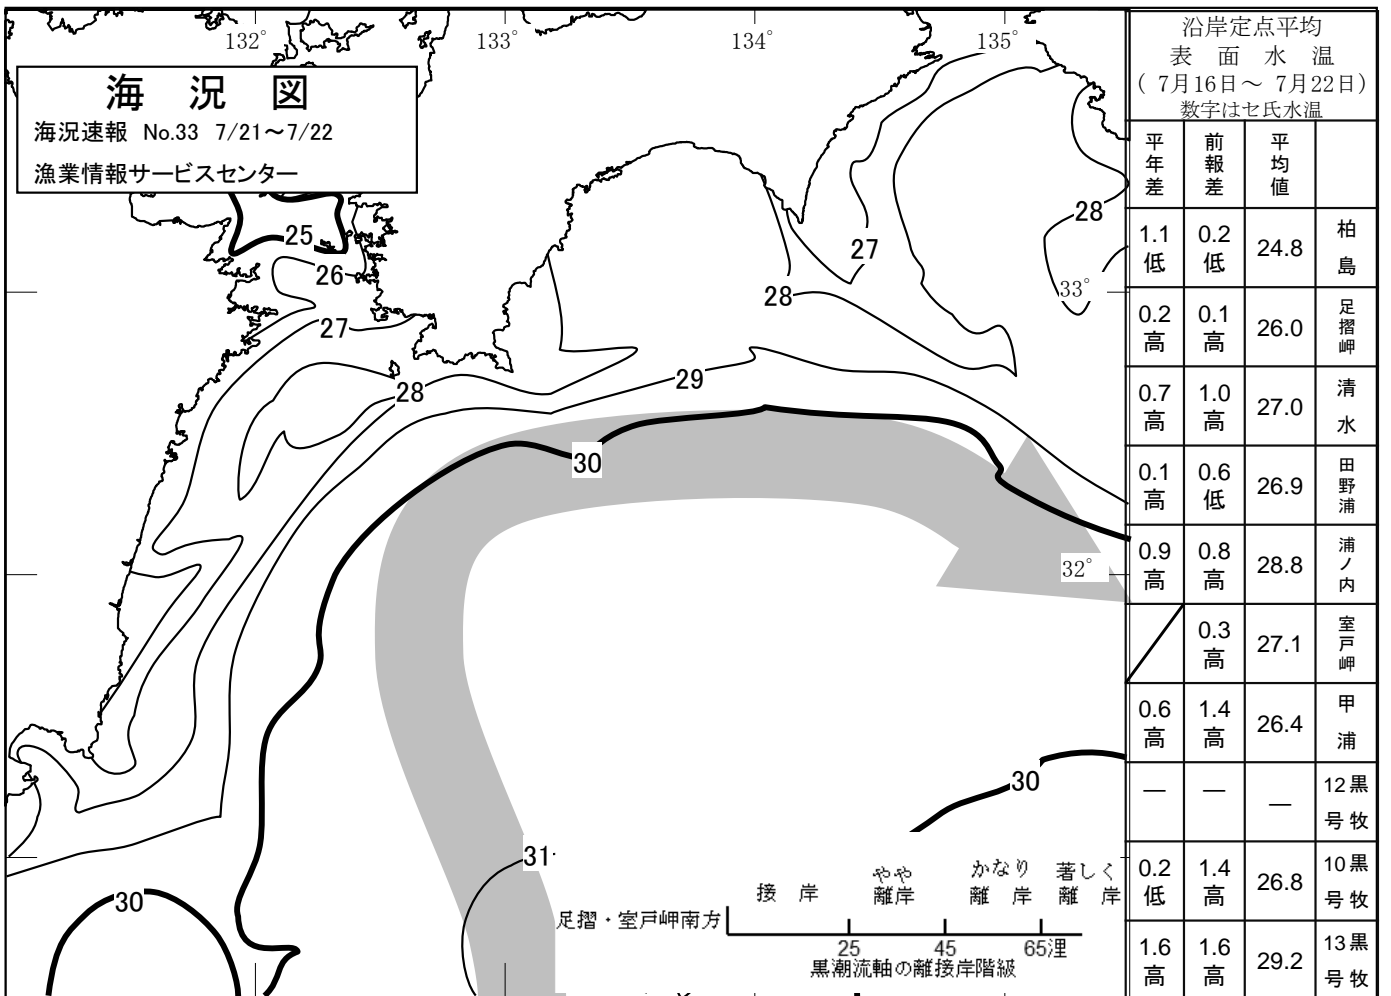 132°
133°
134°
135°
海 況 図
海況速報 No.33 7/21～7/22
漁業情報サービスセンター
25
26
27
28
29
30
27
28
28
33°
32°
30
31
30
接 岸
やや
離岸
かなり
離 岸
著しく
離 岸
足摺・室戸岬南方
25 45 65浬
黒潮流軸の離接岸階級
沿岸定点平均
表 面 水 温
( 7月16日～ 7月22日)
数字はセ氏水温
平年差 前報差 平均値
1.1低 0.2低 24.8 柏島
0.2高 0.1高 26.0 足摺岬
0.7高 1.0高 27.0 清水
0.1高 0.6低 26.9 田野浦
0.9高 0.8高 28.8 浦ノ内
0.3高 27.1 室戸岬
0.6高 1.4高 26.4 甲浦
― ― ― 12号黒牧
0.2低 1.4高 26.8 10号黒牧
1.6高 1.6高 29.2 13号黒牧